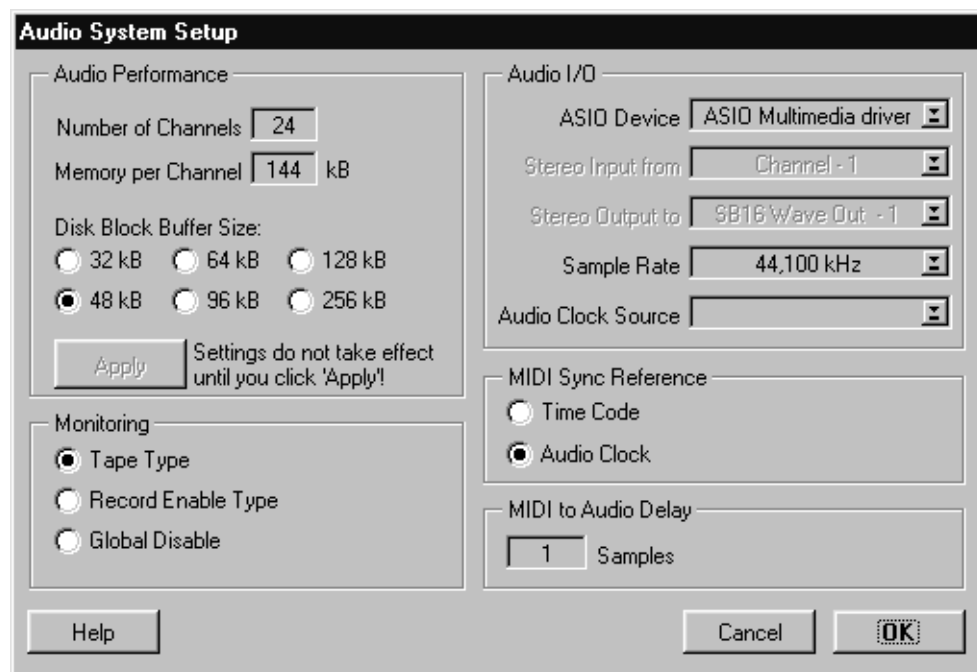 Audio System Setup
Audio Performance
Number of Channels 24
Memory per Channel 144 kB
Disk Block Buffer Size:
32 kB 64 kB 128 kB
48 kB 96 kB 256 kB
Apply
Settings do not take effect
until you click 'Apply'!
Monitoring
Tape Type
Record Enable Type
Global Disable
Audio I/O
ASIO Device ASIO Multimedia driver
Stereo Input from Channel - 1
Stereo Output to SB16 Wave Out - 1
Sample Rate 44,100 kHz
Audio Clock Source
MIDI Sync Reference
Time Code
Audio Clock
MIDI to Audio Delay
1 Samples
Help Cancel OK